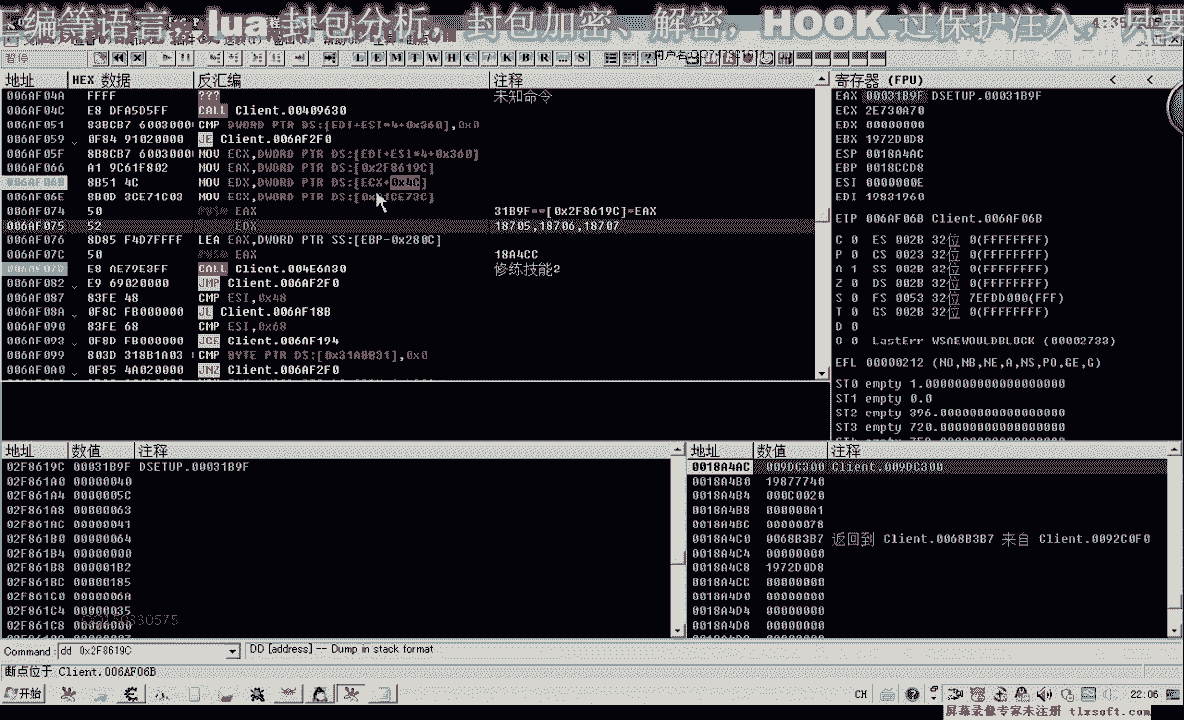 编等语言，lua 封包分析，封包加密、解密，HOOK 过保护注入，只要
暂停
L E M T W H C / K B R ... S
地址 HEX 数据 反汇编 注释
006AF04A FFFF ??? 未知命令
006AF04C E8 DFA5D5FF CALL Client.00409630
006AF051 83BCB7 6003000 CMP DWORD PTR DS:[EDI+ESI*4+0x360],0x0
006AF059 0F84 91020000 JE Client.006AF2F0
006AF05F 8B8CB7 6003000 MOV ECX,DWORD PTR DS:[EDI+ESI*4+0x360]
006AF066 A1 9C61F802 MOV EAX,DWORD PTR DS:[0x2F8619C]
006AF06B 8B51 4C MOV EDX,DWORD PTR DS:[ECX+0x4C]
006AF06E 8B0D 3CE71C03 MOV ECX,DWORD PTR DS:[0x31CE73C]
006AF074 50 PUSH EAX 31B9F==[0x2F8619C]=EAX
006AF075 52 PUSH EDX 18705,18706,18707
006AF076 8D85 F4D7FFFF LEA EAX,DWORD PTR SS:[EBP-0x280C]
006AF07C 50 PUSH EAX 18A4CC
006AF07D E8 AE79E3FF CALL Client.004E6A30 修练技能2
006AF082 E9 69020000 JMP Client.006AF2F0
006AF087 83FE 48 CMP ESI,0x48
006AF08A 0F8C FB000000 JL Client.006AF18B
006AF090 83FE 68 CMP ESI,0x68
006AF093 0F8D FB000000 JGE Client.006AF194
006AF099 803D 318B1A03 CMP BYTE PTR DS:[0x31A8B31],0x0
006AF0A0 0F85 4A020000 JNZ Client.006AF2F0
寄存器 (FPU) < <
EAX 00031B9F DSETUP.00031B9F
ECX 2E730A70
EDX 00000000
EBX 1972D0D8
ESP 0018A4AC
EBP 0018CCD8
ESI 0000000E
EDI 19831960
EIP 006AF06B Client.006AF06B
C 0 ES 002B 32位 0(FFFFFFFF)
P 0 CS 0023 32位 0(FFFFFFFF)
A 1 SS 002B 32位 0(FFFFFFFF)
Z 0 DS 002B 32位 0(FFFFFFFF)
S 0 FS 0053 32位 7EFDD000(FFF)
T 0 GS 002B 32位 0(FFFFFFFF)
D 0
O 0 LastErr WSAEWOULDBLOCK (00002733)
EFL 00000212 (NO,NB,NE,A,NS,PO,GE,G)
ST0 empty 1.0000000000000000000
ST1 empty 0.0
ST2 empty 396.00000000000000000
ST3 empty 720.00000000000000000
地址 数值 注释
02F8619C 00031B9F DSETUP.00031B9F
02F861A0 00000040
02F861A4 0000005C
02F861A8 00000063
02F861AC 00000041
02F861B0 00000064
02F861B4 00000000
02F861B8 000001B2
02F861BC 00000185
02F861C0 0000006A
02F861C4 00000035
02F861C8 00000000
地址 数值 注释
0018A4AC 009DC300 Client.009DC300
0018A4B0 19877740
0018A4B4 000C0020
0018A4B8 000000A1
0018A4BC 00000078
0018A4C0 0068B3B7 返回到 Client.0068B3B7 来自 Client.0092C0F0
0018A4C4 00000000
0018A4C8 1972D0D8
0018A4CC 00000000
0018A4D0 00000000
0018A4D4 00000000
0018A4D8 00000000
Command: dd 0x2F8619C DD [address] -- Dump in stack format
断点位于 Client.006AF06B
开始 CH 22:06
屏幕录像专家未注册 tlxsoft.com